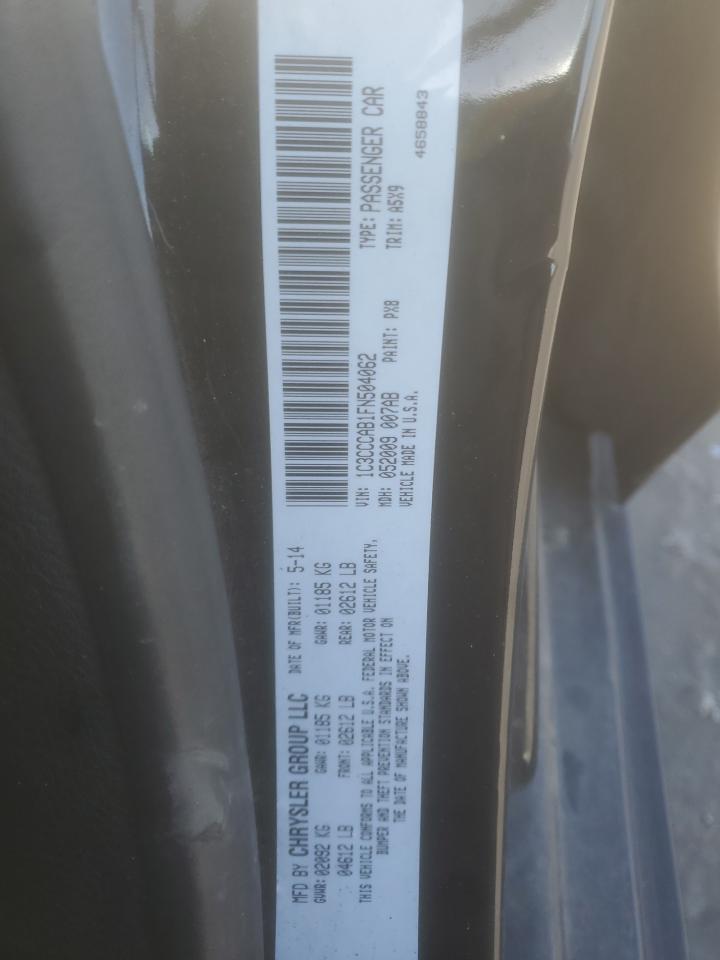 MFD BY CHRYSLER GROUP LLC DATE OF MFR(BUILT): 5-14
GVWR: 02092 KG GAWR: 01185 KG GAWR: 01185 KG
04612 LB FRONT: 02612 LB REAR: 02612 LB
THIS VEHICLE CONFORMS TO ALL APPLICABLE U.S.A. FEDERAL MOTOR VEHICLE SAFETY,
BUMPER AND THEFT PREVENTION STANDARDS IN EFFECT ON
THE DATE OF MANUFACTURE SHOWN ABOVE.
VIN: 1C3CCCAB1FN504062 TYPE: PASSENGER CAR
MDH: 052009 007AB PAINT: PX8 TRIM: A5X9
VEHICLE MADE IN U.S.A.
4658843